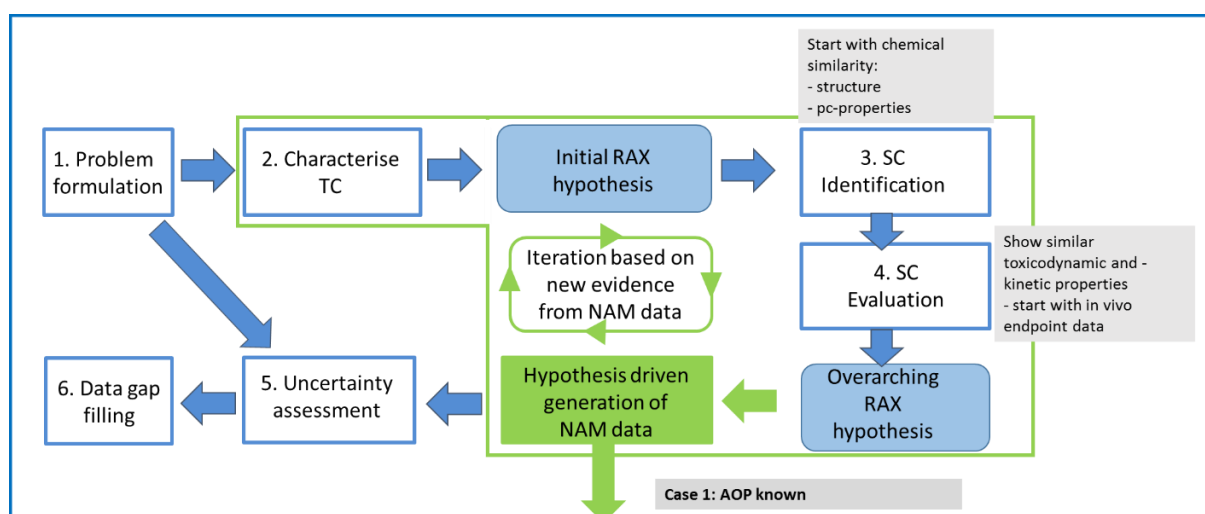 Start with chemical
similarity:
- structure
- pc-properties
1. Problem
formulation
2. Characterise
TC
Initial RAX
hypothesis
3. SC
Identification
Iteration based on
new evidence
from NAM data
4. SC
Evaluation
Show similar
toxicodynamic and -
kinetic properties
- start with in vivo
endpoint data
6. Data gap
filling
5. Uncertainty
assessment
Hypothesis driven
generation of
NAM data
Overarching
RAX
hypothesis
Case 1: AOP known